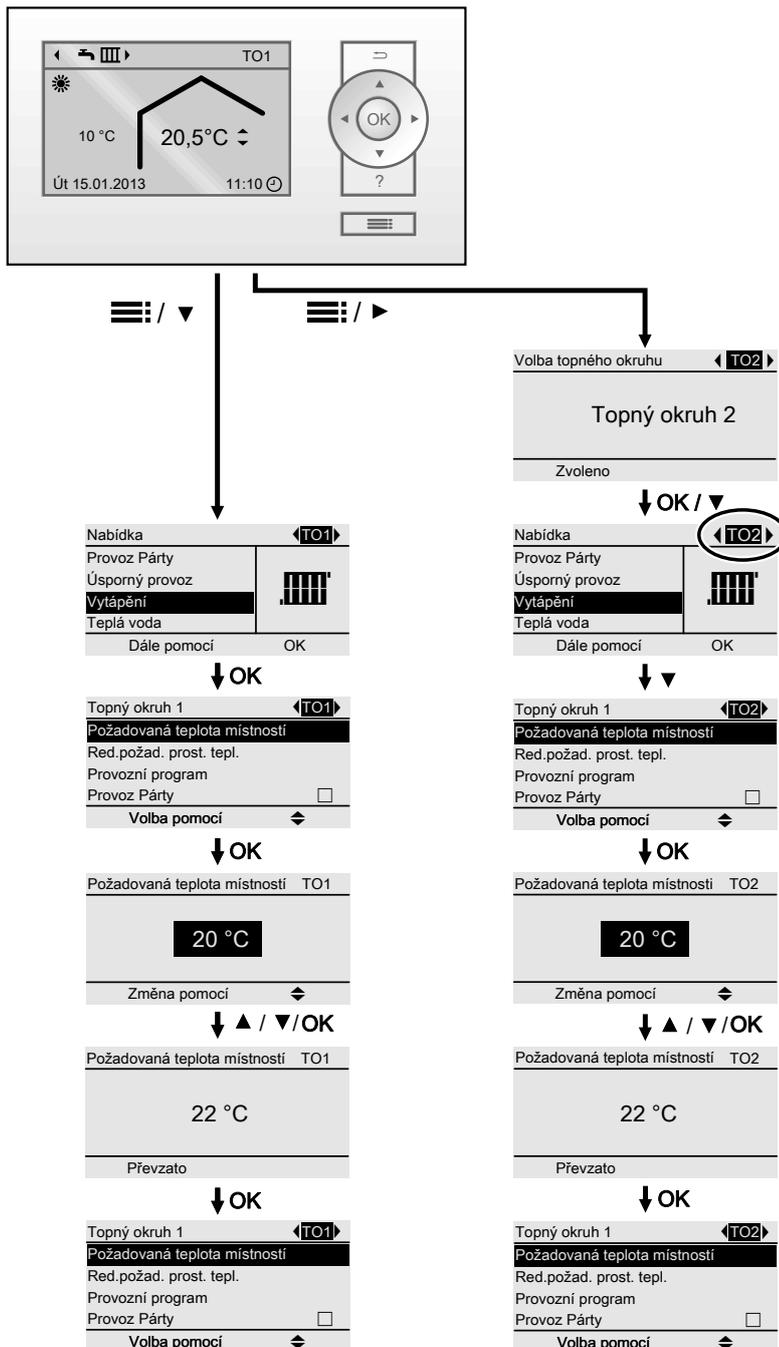 TO1
10 °C
20,5°C
OK
?
Út 15.01.2013 11:10
/ ▼
/ ►
Volba topného okruhu TO2
Topný okruh 2
Zvoleno
OK / ▼
Nabídka TO1
Provoz Párty
Úsporný provoz
Vytápění
Teplá voda
Dále pomocí OK
OK
Topný okruh 1 TO1
Požadovaná teplota místností
Red.požad. prost. tepl.
Provozní program
Provoz Párty
Volba pomocí
OK
Požadovaná teplota místností TO1
20 °C
Změna pomocí
▲ / ▼/OK
Požadovaná teplota místností TO1
22 °C
Převzato
OK
Topný okruh 1 TO1
Požadovaná teplota místností
Red.požad. prost. tepl.
Provozní program
Provoz Párty
Volba pomocí
Nabídka TO2
Provoz Párty
Úsporný provoz
Vytápění
Teplá voda
Dále pomocí OK
▼
Topný okruh 1 TO2
Požadovaná teplota místností
Red.požad. prost. tepl.
Provozní program
Provoz Párty
Volba pomocí
OK
Požadovaná teplota místnosti TO2
20 °C
Změna pomocí
▲ / ▼/OK
Požadovaná teplota místností TO2
22 °C
Převzato
OK
Topný okruh 1 TO2
Požadovaná teplota místností
Red.požad. prost. tepl.
Provozní program
Provoz Párty
Volba pomocí